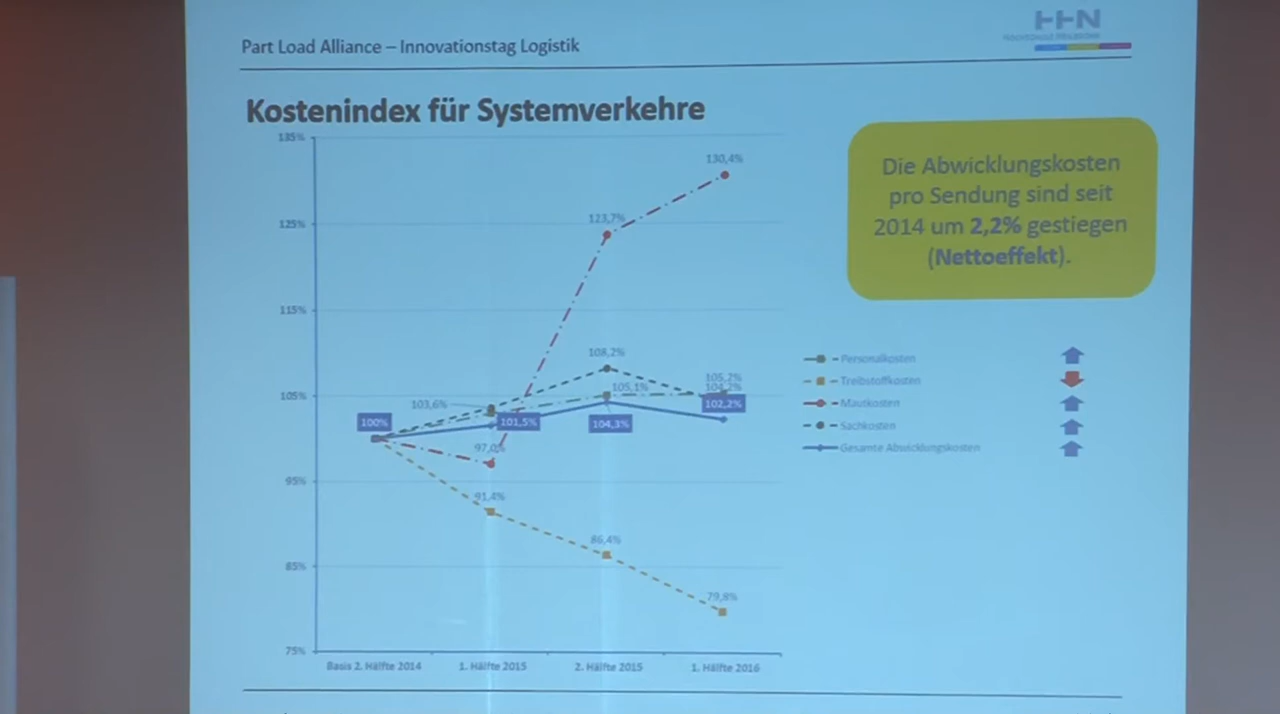 Part Load Alliance – Innovationstag Logistik
HHN
HOCHSCHULE HEILBRONN
Kostenindex für Systemverkehre
135%
125%
115%
105%
95%
85%
75%
130,4%
123,7%
108,2%
105,2%
104,2%
105,1%
103,6%
102,2%
100%
101,5%
104,3%
97,0%
91,4%
86,4%
79,8%
Basis 2. Hälfte 2014
1. Hälfte 2015
2. Hälfte 2015
1. Hälfte 2016
Die Abwicklungskosten
pro Sendung sind seit
2014 um 2,2% gestiegen
(Nettoeffekt).
Personalkosten
Treibstoffkosten
Mautkosten
Sachkosten
Gesamte Abwicklungskosten